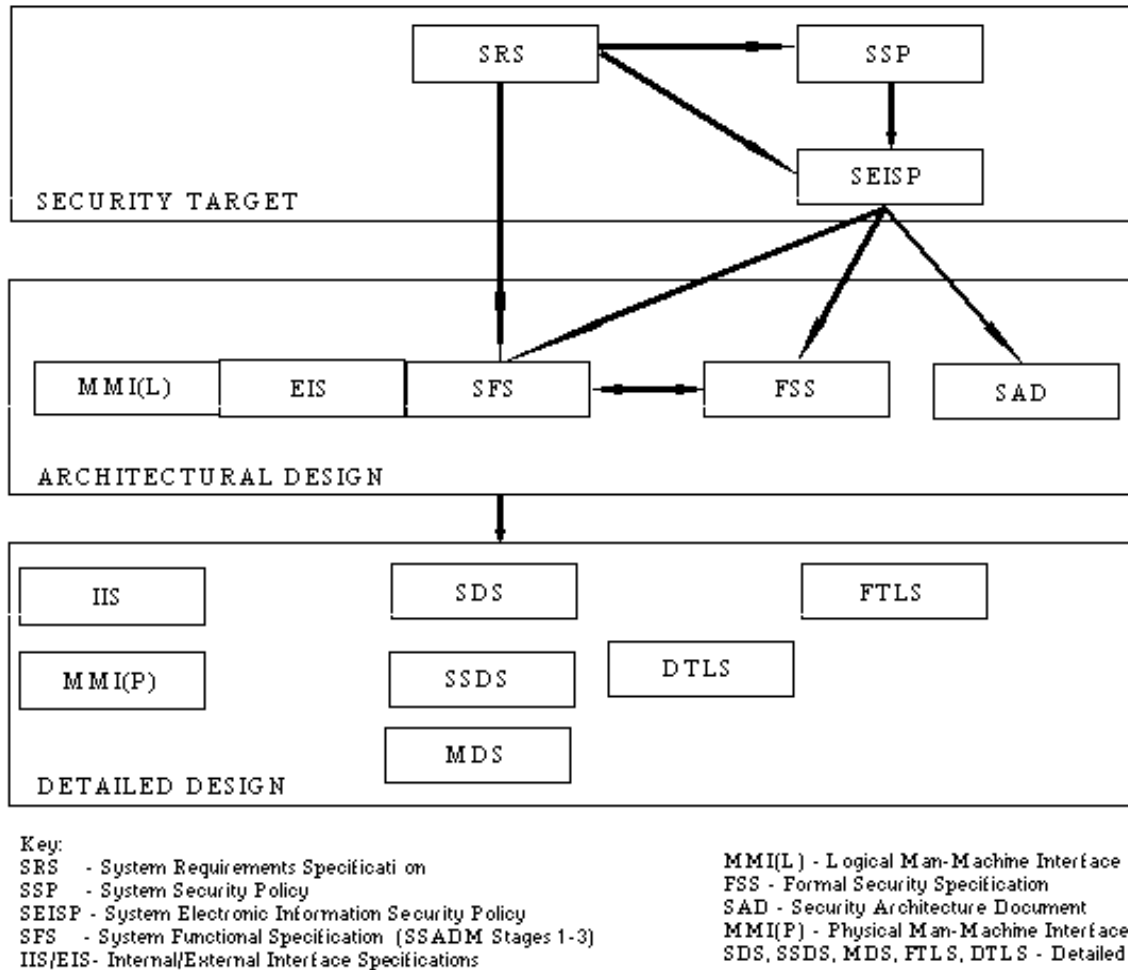 SRS
SSP
SEISP
SECURITY TARGET
MMI(L)
EIS
SFS
FSS
SAD
ARCHITECTURAL DESIGN
IIS
SDS
FTLS
MMI(P)
SSDS
DTLS
MDS
DETAILED DESIGN
Key:
SRS - System Requirements Specification
SSP - System Security Policy
SEISP - System Electronic Information Security Policy
SFS - System Functional Specification (SSADM Stages 1-3)
IIS/EIS- Internal/External Interface Specifications
MMI(L) - Logical Man-Machine Interface
FSS - Formal Security Specification
SAD - Security Architecture Document
MMI(P) - Physical Man-Machine Interface
SDS, SSDS, MDS, FTLS, DTLS - Detailed